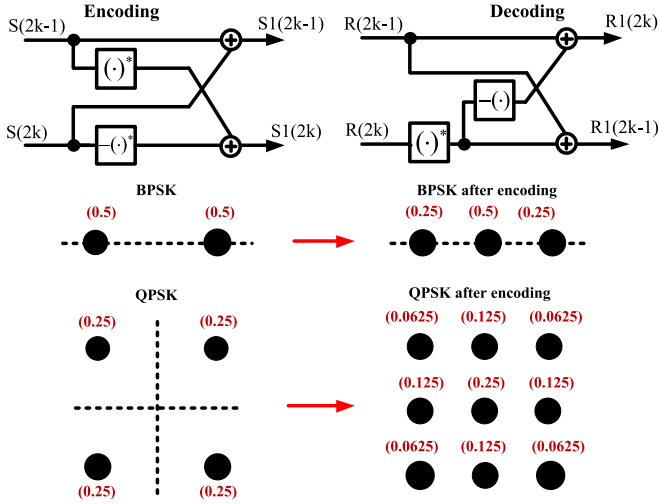 Encoding
Decoding
S(2k-1)
S1(2k-1)
R(2k-1)
R1(2k)
(·)*
−(·)
S(2k)
−(·)*
S1(2k)
R(2k)
(·)*
R1(2k-1)
BPSK
BPSK after encoding
(0.5) (0.5)
(0.25) (0.5) (0.25)
QPSK
QPSK after encoding
(0.25) (0.25)
(0.0625) (0.125) (0.0625)
(0.125) (0.25) (0.125)
(0.0625) (0.125) (0.0625)
(0.25) (0.25)